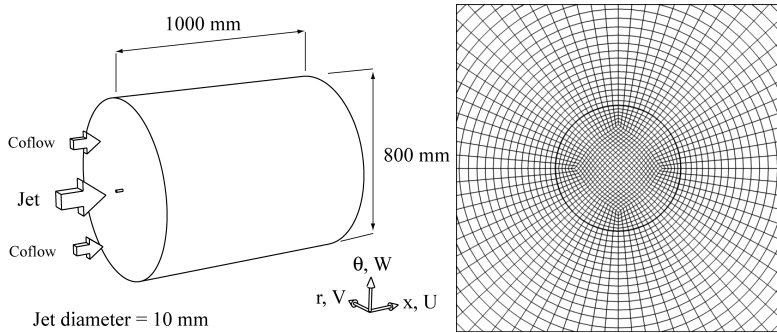 1000 mm
Coflow
800 mm
Jet
Coflow
θ, W
r, V
x, U
Jet diameter = 10 mm